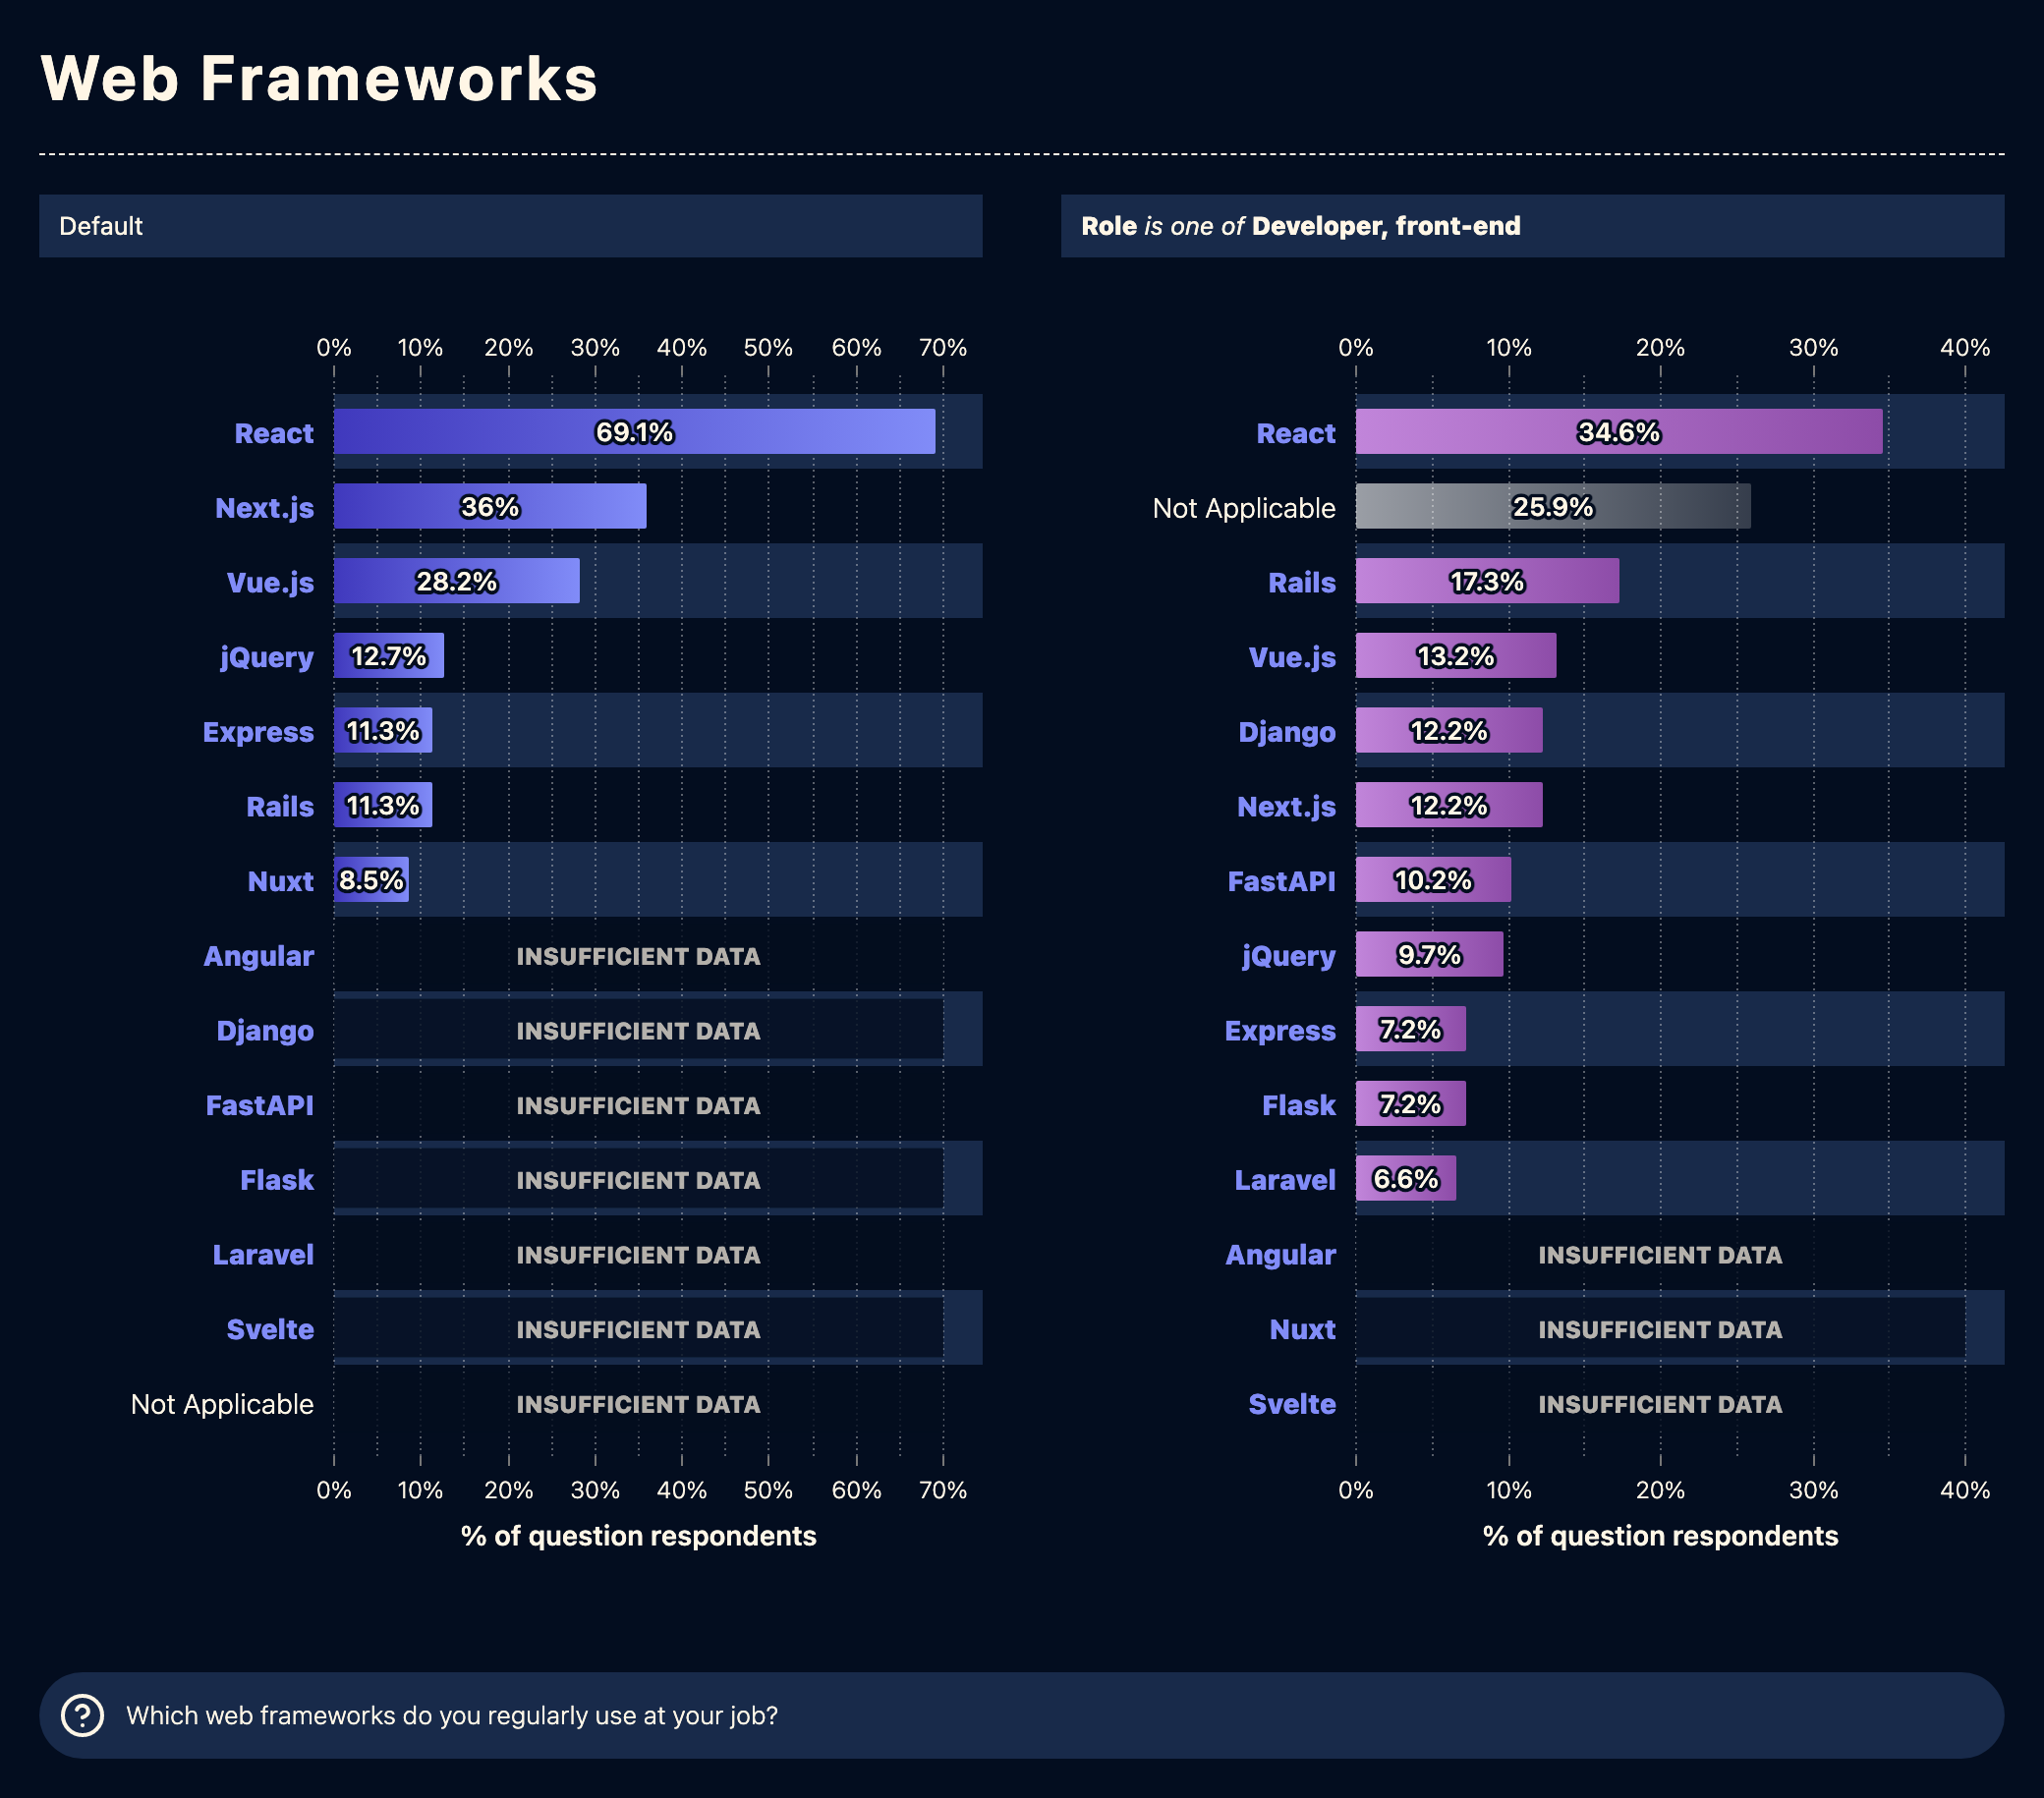 Web Frameworks
Default
0% 10% 20% 30% 40% 50% 60% 70%
React 69.1%
Next.js 36%
Vue.js 28.2%
jQuery 12.7%
Express 11.3%
Rails 11.3%
Nuxt 8.5%
Angular INSUFFICIENT DATA
Django INSUFFICIENT DATA
FastAPI INSUFFICIENT DATA
Flask INSUFFICIENT DATA
Laravel INSUFFICIENT DATA
Svelte INSUFFICIENT DATA
Not Applicable INSUFFICIENT DATA
0% 10% 20% 30% 40% 50% 60% 70%
% of question respondents
Role is one of Developer, front-end
0% 10% 20% 30% 40%
React 34.6%
Not Applicable 25.9%
Rails 17.3%
Vue.js 13.2%
Django 12.2%
Next.js 12.2%
FastAPI 10.2%
jQuery 9.7%
Express 7.2%
Flask 7.2%
Laravel 6.6%
Angular INSUFFICIENT DATA
Nuxt INSUFFICIENT DATA
Svelte INSUFFICIENT DATA
0% 10% 20% 30% 40%
% of question respondents
? Which web frameworks do you regularly use at your job?